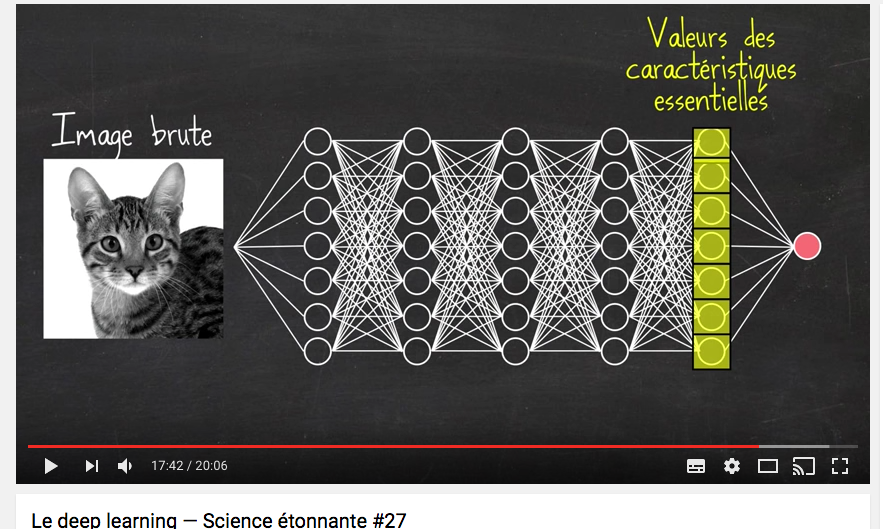 Valeurs des
caractéristiques
essentielles
Image brute
17:42 / 20:06
Le deep learning — Science étonnante #27